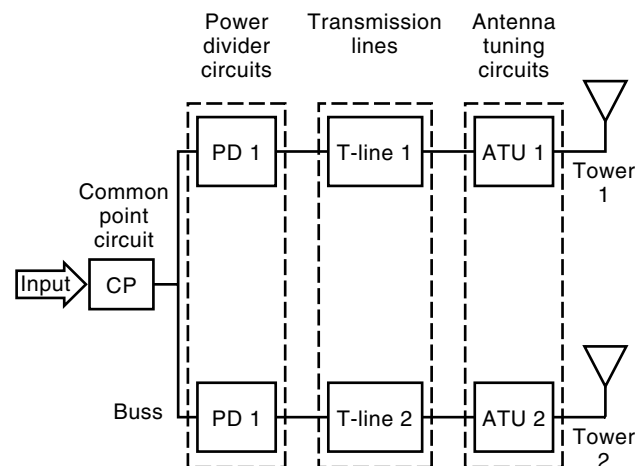 Power
divider
circuits
Transmission
lines
Antenna
tuning
circuits
PD 1
T-line 1
ATU 1
Tower
1
Common
point
circuit
Input
CP
Buss
PD 1
T-line 2
ATU 2
Tower
2